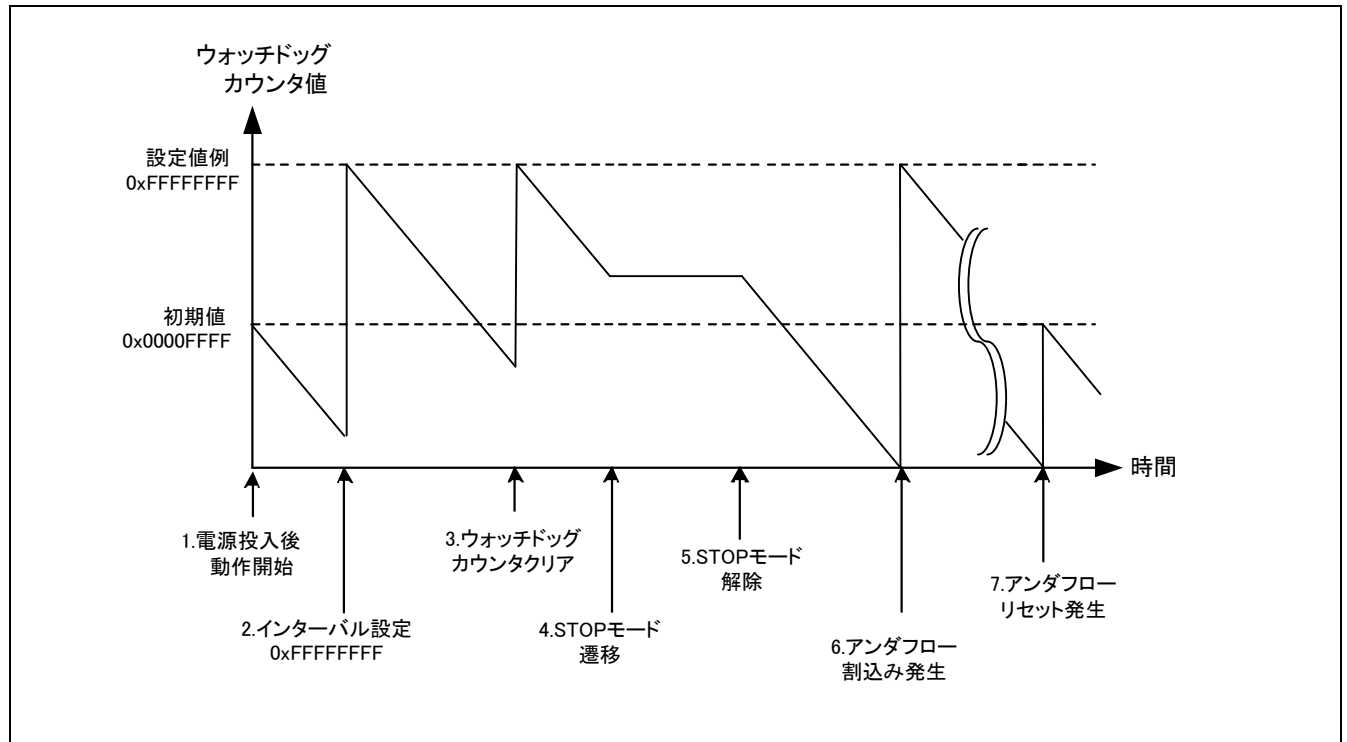 ウォッチドッグ
カウンタ値
設定値例
0xFFFFFFFF
初期値
0x0000FFFF
時間
1.電源投入後
動作開始
2.インターバル設定
0xFFFFFFFF
3.ウォッチドッグ
カウンタクリア
4.STOPモード
遷移
5.STOPモード
解除
6.アンダフロー
割込み発生
7.アンダフロー
リセット発生